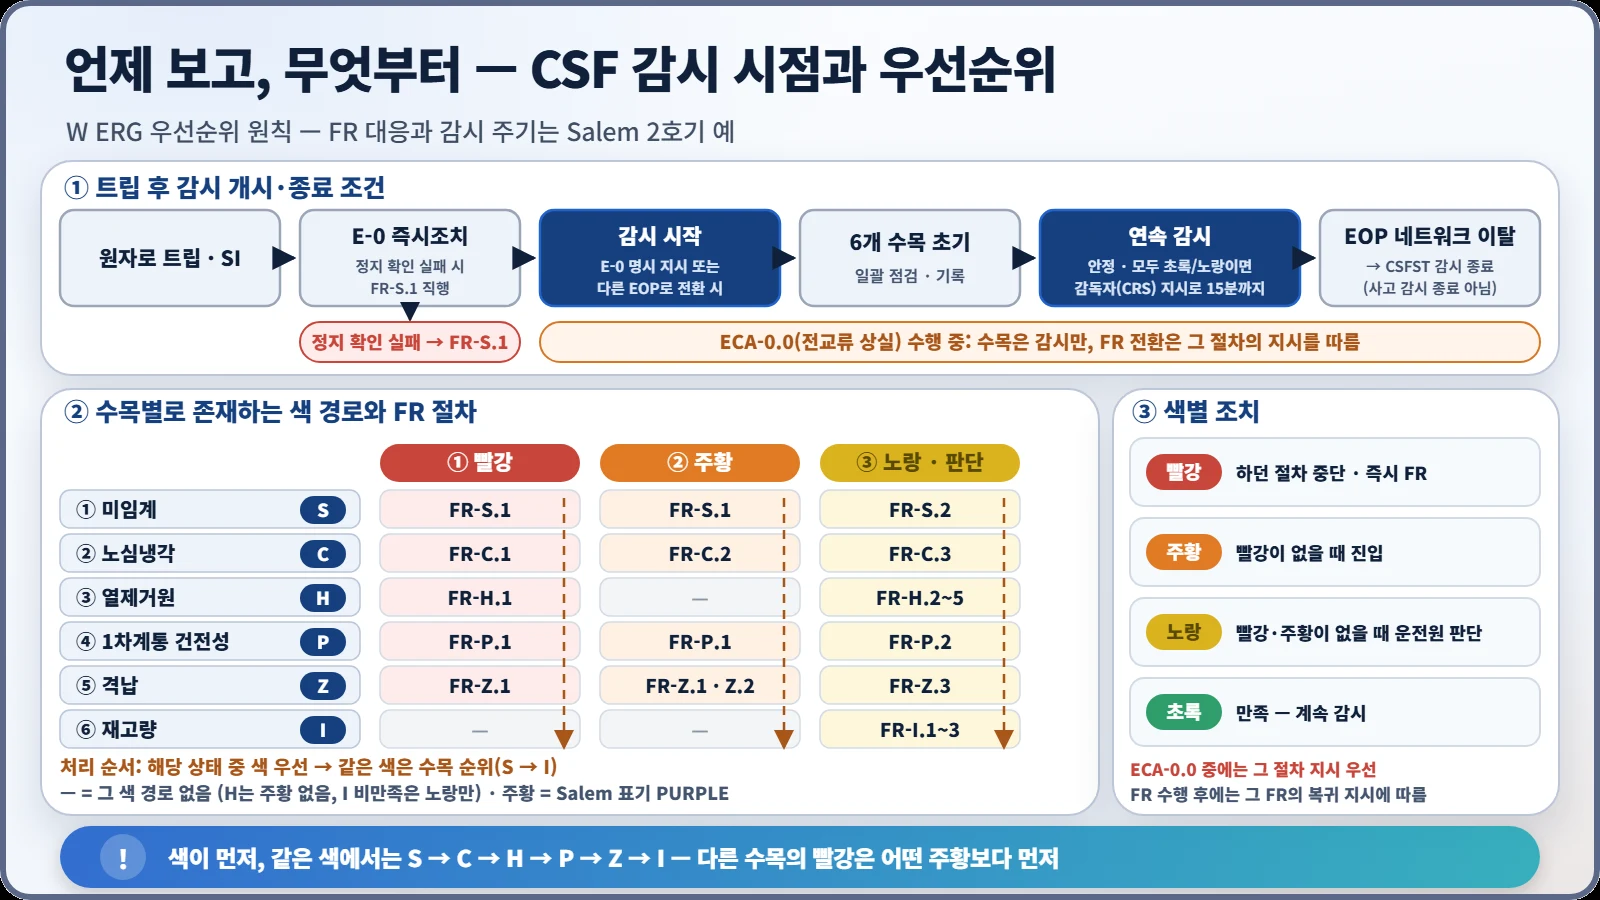 언제 보고, 무엇부터 — CSF 감시 시점과 우선순위
W ERG 우선순위 원칙 — FR 대응과 감시 주기는 Salem 2호기 예
① 트립 후 감시 개시·종료 조건
원자로 트립 · SI
E-0 즉시조치
정지 확인 실패 시
FR-S.1 직행
감시 시작
E-0 명시 지시 또는
다른 EOP로 전환 시
6개 수목 초기
일괄 점검 · 기록
연속 감시
안정 · 모두 초록/노랑이면
감독자(CRS) 지시로 15분까지
EOP 네트워크 이탈
→ CSFST 감시 종료
(사고 감시 종료 아님)
정지 확인 실패 → FR-S.1
ECA-0.0(전교류 상실) 수행 중: 수목은 감시만, FR 전환은 그 절차의 지시를 따름
② 수목별로 존재하는 색 경로와 FR 절차
① 빨강 ② 주황 ③ 노랑 · 판단
① 미임계 S FR-S.1 FR-S.1 FR-S.2
② 노심냉각 C FR-C.1 FR-C.2 FR-C.3
③ 열제거원 H FR-H.1 — FR-H.2~5
④ 1차계통 건전성 P FR-P.1 FR-P.1 FR-P.2
⑤ 격납 Z FR-Z.1 FR-Z.1 · Z.2 FR-Z.3
⑥ 재고량 I — — FR-I.1~3
처리 순서: 해당 상태 중 색 우선 → 같은 색은 수목 순위(S → I)
— = 그 색 경로 없음 (H는 주황 없음, I 비만족은 노랑만) · 주황 = Salem 표기 PURPLE
③ 색별 조치
빨강 하던 절차 중단 · 즉시 FR
주황 빨강이 없을 때 진입
노랑 빨강·주황이 없을 때 운전원 판단
초록 만족 — 계속 감시
ECA-0.0 중에는 그 절차 지시 우선
FR 수행 후에는 그 FR의 복귀 지시에 따름
! 색이 먼저, 같은 색에서는 S → C → H → P → Z → I — 다른 수목의 빨강은 어떤 주황보다 먼저